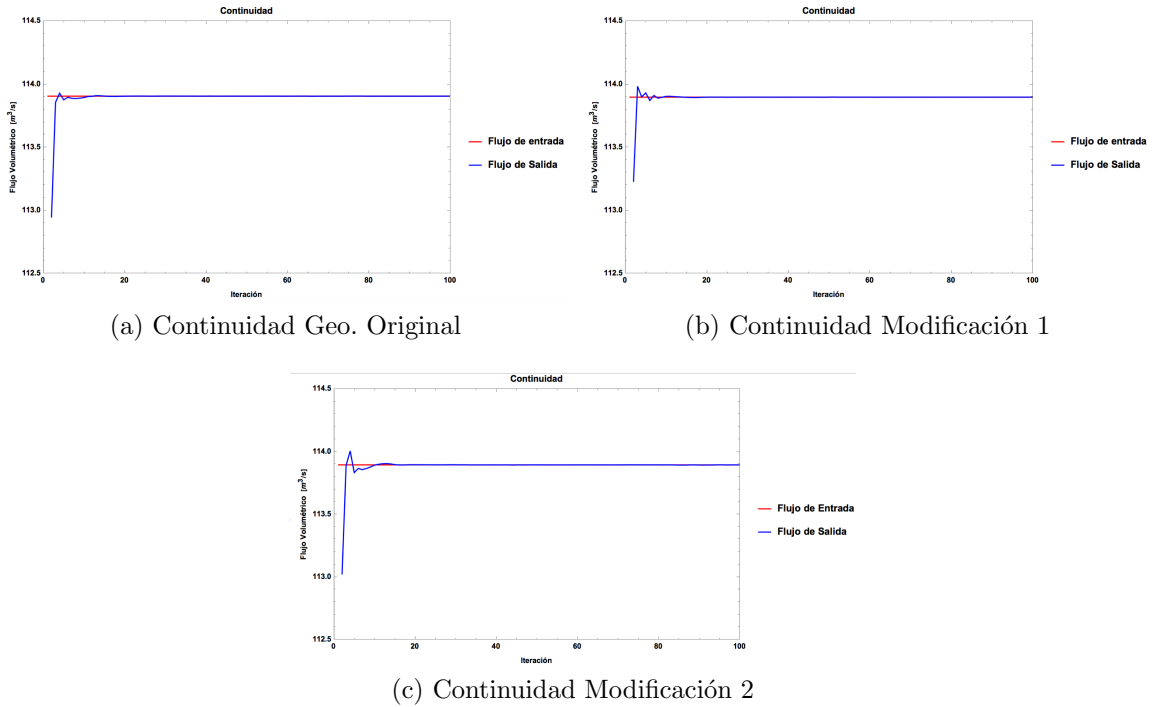 Continuidad
114.5
114.0
113.5
113.0
112.5
Flujo Volumétrico [m³/s]
0 20 40 60 80 100
Iteración
Flujo de entrada
Flujo de Salida
(a) Continuidad Geo. Original
Continuidad
114.5
114.0
113.5
113.0
112.5
Flujo Volumétrico [m³/s]
0 20 40 60 80 100
Iteración
Flujo de entrada
Flujo de Salida
(b) Continuidad Modificación 1
Continuidad
114.5
114.0
113.5
113.0
112.5
Flujo Volumétrico [m³/s]
0 20 40 60 80 100
Iteración
Flujo de Entrada
Flujo de Salida
(c) Continuidad Modificación 2